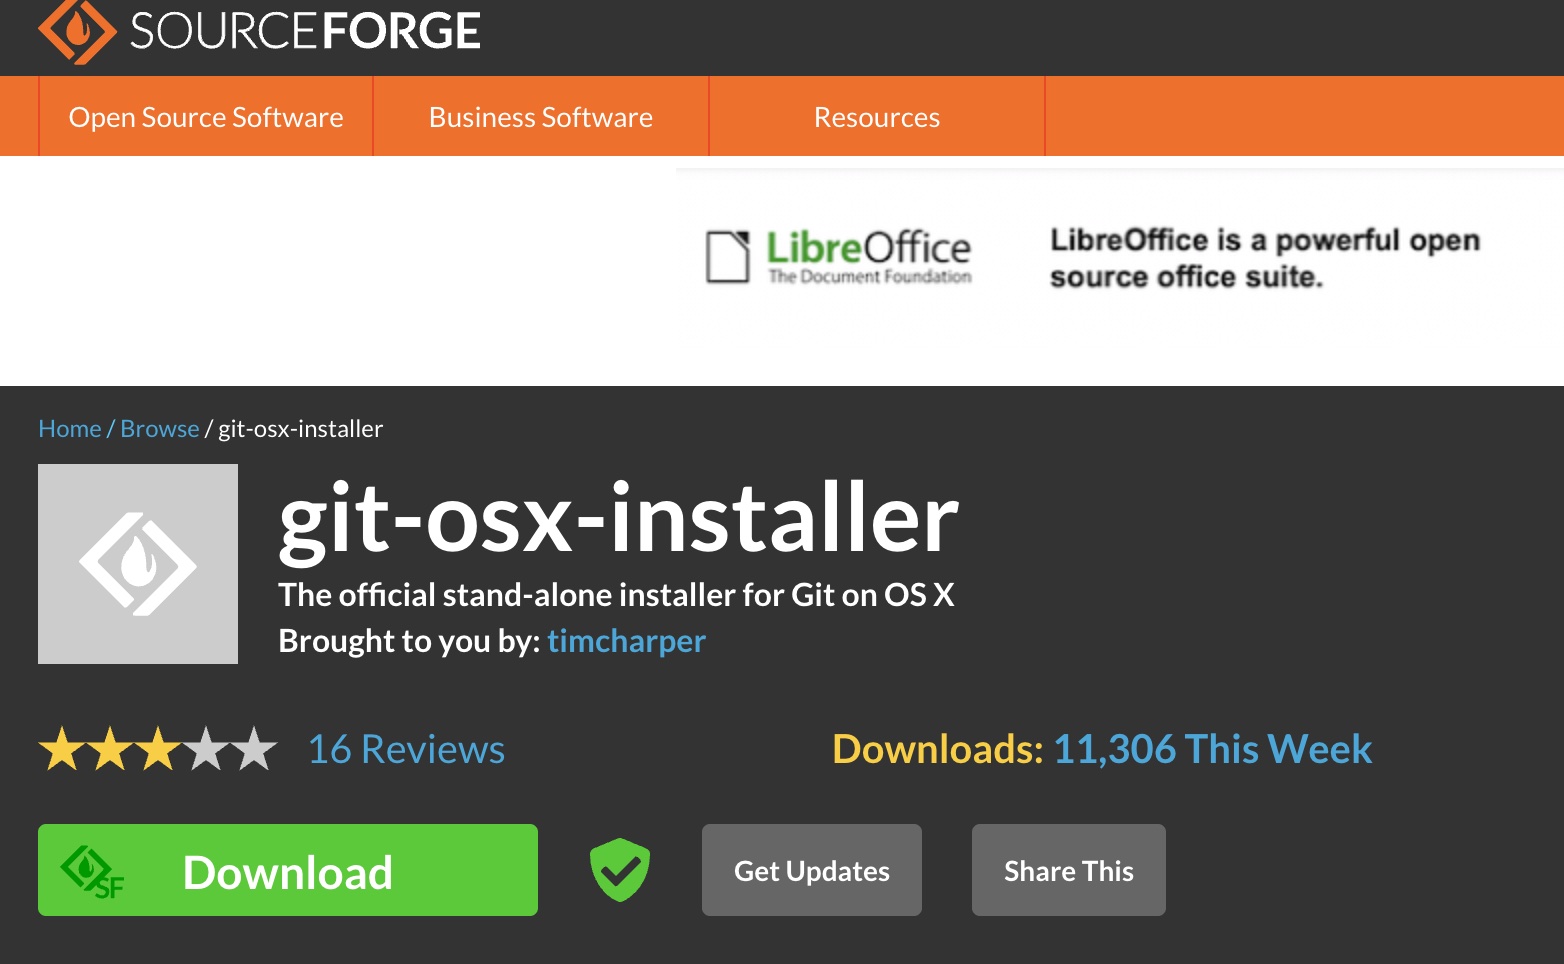 SOURCEFORGE
Open Source Software
Business Software
Resources
LibreOffice
The Document Foundation
LibreOffice is a powerful open
source office suite.
Home / Browse / git-osx-installer
git-osx-installer
The official stand-alone installer for Git on OS X
Brought to you by: timcharper
16 Reviews
Downloads: 11,306 This Week
SF
Download
Get Updates
Share This